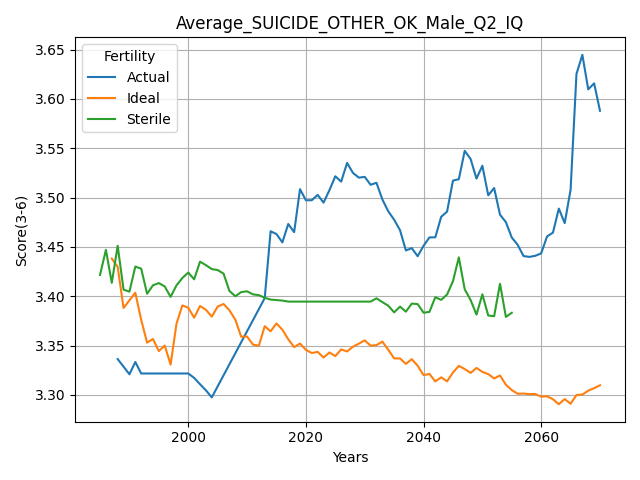 Average_SUICIDE_OTHER_OK_Male_Q2_IQ
Fertility
Actual
Ideal
Sterile
Score(3-6)
3.65
3.60
3.55
3.50
3.45
3.40
3.35
3.30
2000 2020 2040 2060
Years